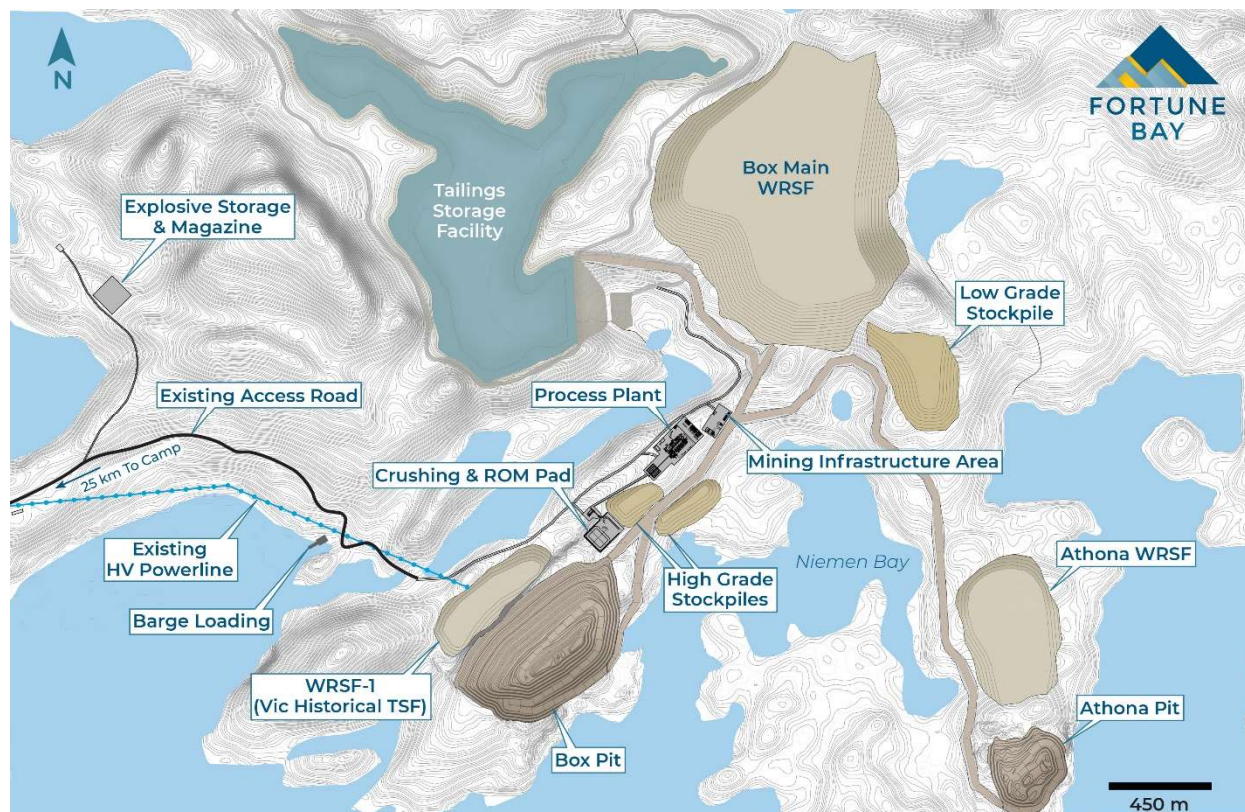 N
FORTUNE
BAY
Box Main
WRSF
Tailings
Storage
Facility
Explosive Storage
& Magazine
Low Grade
Stockpile
Existing Access Road
Process Plant
25 km To Camp
Crushing & ROM Pad
Mining Infrastructure Area
Existing
HV Powerline
Niemen Bay
Athona WRSF
High Grade
Stockpiles
Barge Loading
WRSF-1
(Vic Historical TSF)
Athona Pit
Box Pit
450 m